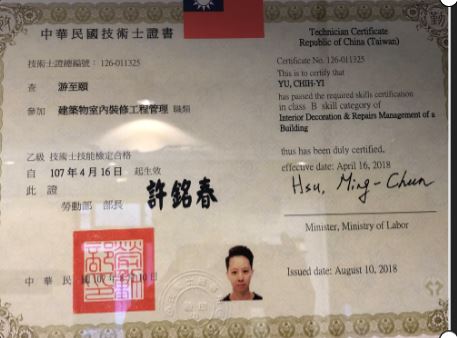 中華民國技術士證書
技術士證總編號：126-011325
查 游至頤
參加 建築物室內裝修工程管理 職類
乙級 技術士技能檢定合格
自 107年4月16日 起生效
此證
勞動部 部長
許銘春
中華民國
Technician Certificate
Republic of China (Taiwan)
Certificate No. 126-011325
This is to certify that
YU, CHIH-YI
has passed the required skills certification
in class B skill category of
Interior Decoration & Repairs Management of a
Building
thus has been duly certified,
effective date: April 16, 2018
Hsu, Ming-Chun
Minister, Ministry of Labor
Issued date: August 10, 2018